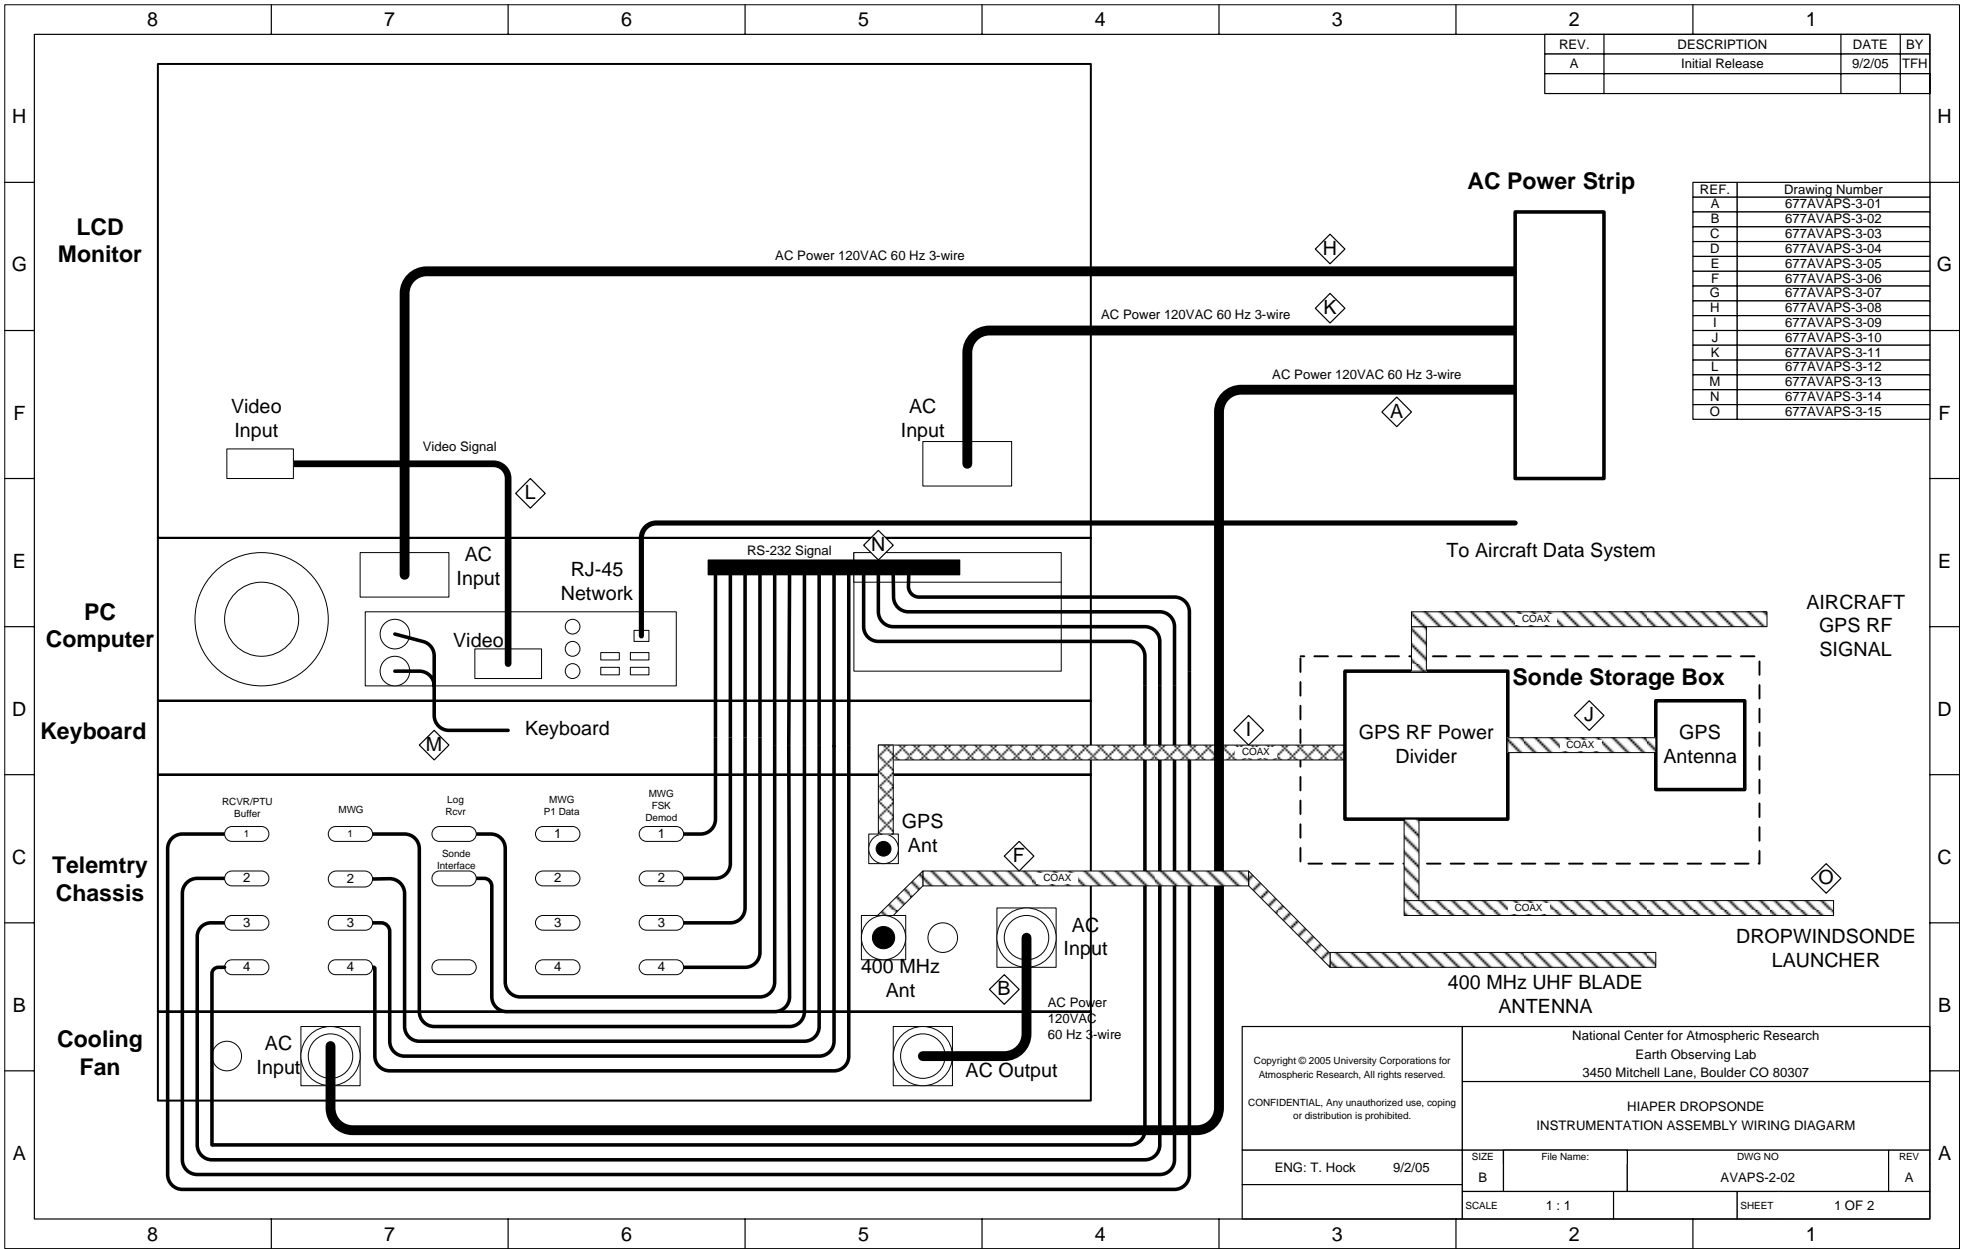 8 7 6 5 4 3 2 1
REV. DESCRIPTION DATE BY
A Initial Release 9/2/05 TFH
H H
AC Power Strip
REF. Drawing Number
A 677AVAPS-3-01
B 677AVAPS-3-02
C 677AVAPS-3-03
D 677AVAPS-3-04
E 677AVAPS-3-05
F 677AVAPS-3-06
G 677AVAPS-3-07
H 677AVAPS-3-08
I 677AVAPS-3-09
J 677AVAPS-3-10
K 677AVAPS-3-11
L 677AVAPS-3-12
M 677AVAPS-3-13
N 677AVAPS-3-14
O 677AVAPS-3-15
G G
LCD
Monitor
AC Power 120VAC 60 Hz 3-wire
H
AC Power 120VAC 60 Hz 3-wire
K
AC Power 120VAC 60 Hz 3-wire
A
F F
Video
Input
Video Signal
L
AC
Input
E E
AC
Input
RJ-45
Network
RS-232 Signal
N
To Aircraft Data System
PC
Computer
Video
AIRCRAFT
GPS RF
SIGNAL
COAX
Sonde Storage Box
D D
Keyboard
Keyboard
M
I
COAX
GPS RF Power
Divider
J
COAX
GPS
Antenna
C C
Telemtry
Chassis
RCVR/PTU
Buffer
1
2
3
4
MWG
1
2
3
4
Log
Rcvr
Sonde
Interface
MWG
P1 Data
1
2
3
4
MWG
FSK
Demod
1
2
3
4
GPS
Ant
F
COAX
O
COAX
DROPWINDSONDE
LAUNCHER
400 MHz
Ant
AC
Input
B
AC Power
120VAC
60 Hz 3-wire
400 MHz UHF BLADE
ANTENNA
B B
Cooling
Fan
AC
Input
AC Output
Copyright © 2005 University Corporations for
Atmospheric Research, All rights reserved.
CONFIDENTIAL, Any unauthorized use, coping
or distribution is prohibited.
National Center for Atmospheric Research
Earth Observing Lab
3450 Mitchell Lane, Boulder CO 80307
HIAPER DROPSONDE
INSTRUMENTATION ASSEMBLY WIRING DIAGARM
A A
ENG: T. Hock 9/2/05
SIZE
B
File Name:
DWG NO
AVAPS-2-02
REV
A
SCALE 1 : 1
SHEET 1 OF 2
8 7 6 5 4 3 2 1